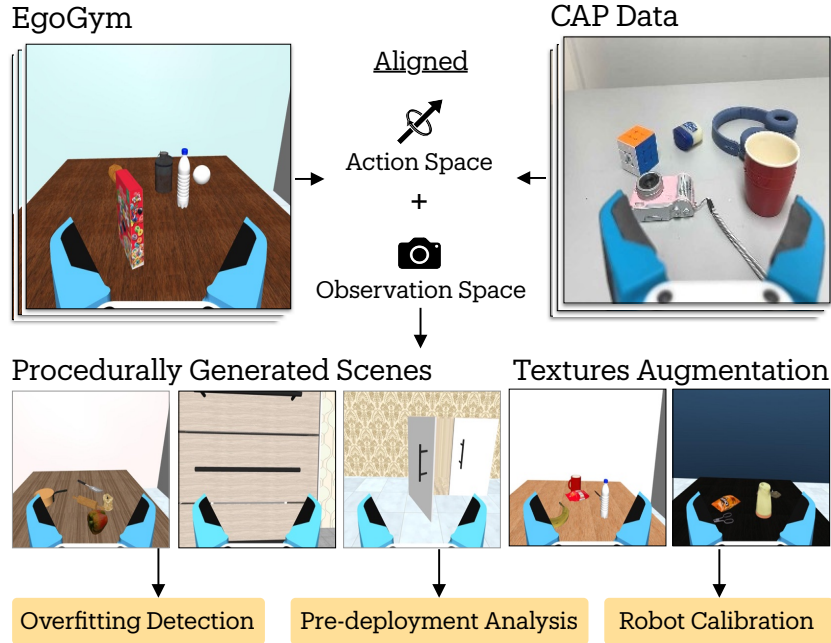 EgoGym
CAP Data
Aligned
Action Space
+
Observation Space
Procedurally Generated Scenes
Textures Augmentation
Overfitting Detection
Pre-deployment Analysis
Robot Calibration